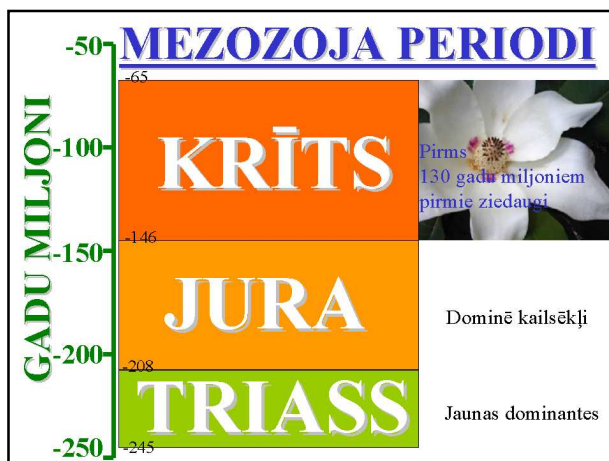 MEZOZOJA PERIODI
GADU MILJONI
-50
-65
KRĪTS
Pirms
130 gadu miljoniem
pirmie ziedaugi
-100
-146
-150
JURA
Dominē kailsēkļi
-200
-208
TRIASS
Jaunas dominantes
-245
-250